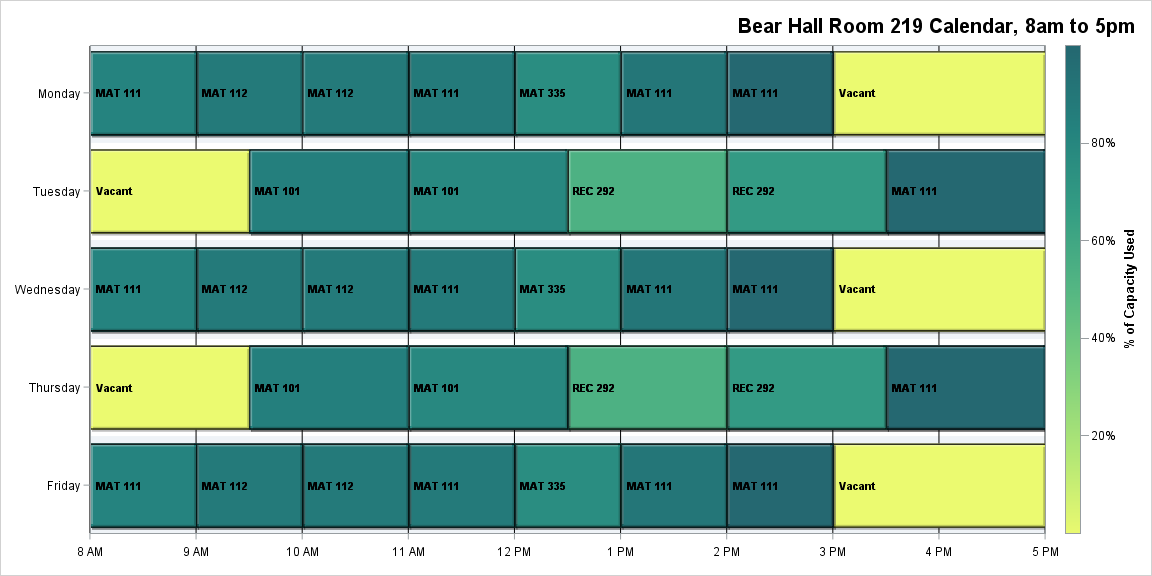 Bear Hall Room 219 Calendar, 8am to 5pm
Monday
MAT 111
MAT 112
MAT 112
MAT 111
MAT 335
MAT 111
MAT 111
Vacant
Tuesday
Vacant
MAT 101
MAT 101
REC 292
REC 292
MAT 111
Wednesday
MAT 111
MAT 112
MAT 112
MAT 111
MAT 335
MAT 111
MAT 111
Vacant
Thursday
Vacant
MAT 101
MAT 101
REC 292
REC 292
MAT 111
Friday
MAT 111
MAT 112
MAT 112
MAT 111
MAT 335
MAT 111
MAT 111
Vacant
8 AM
9 AM
10 AM
11 AM
12 PM
1 PM
2 PM
3 PM
4 PM
5 PM
80%
60%
40%
20%
% of Capacity Used